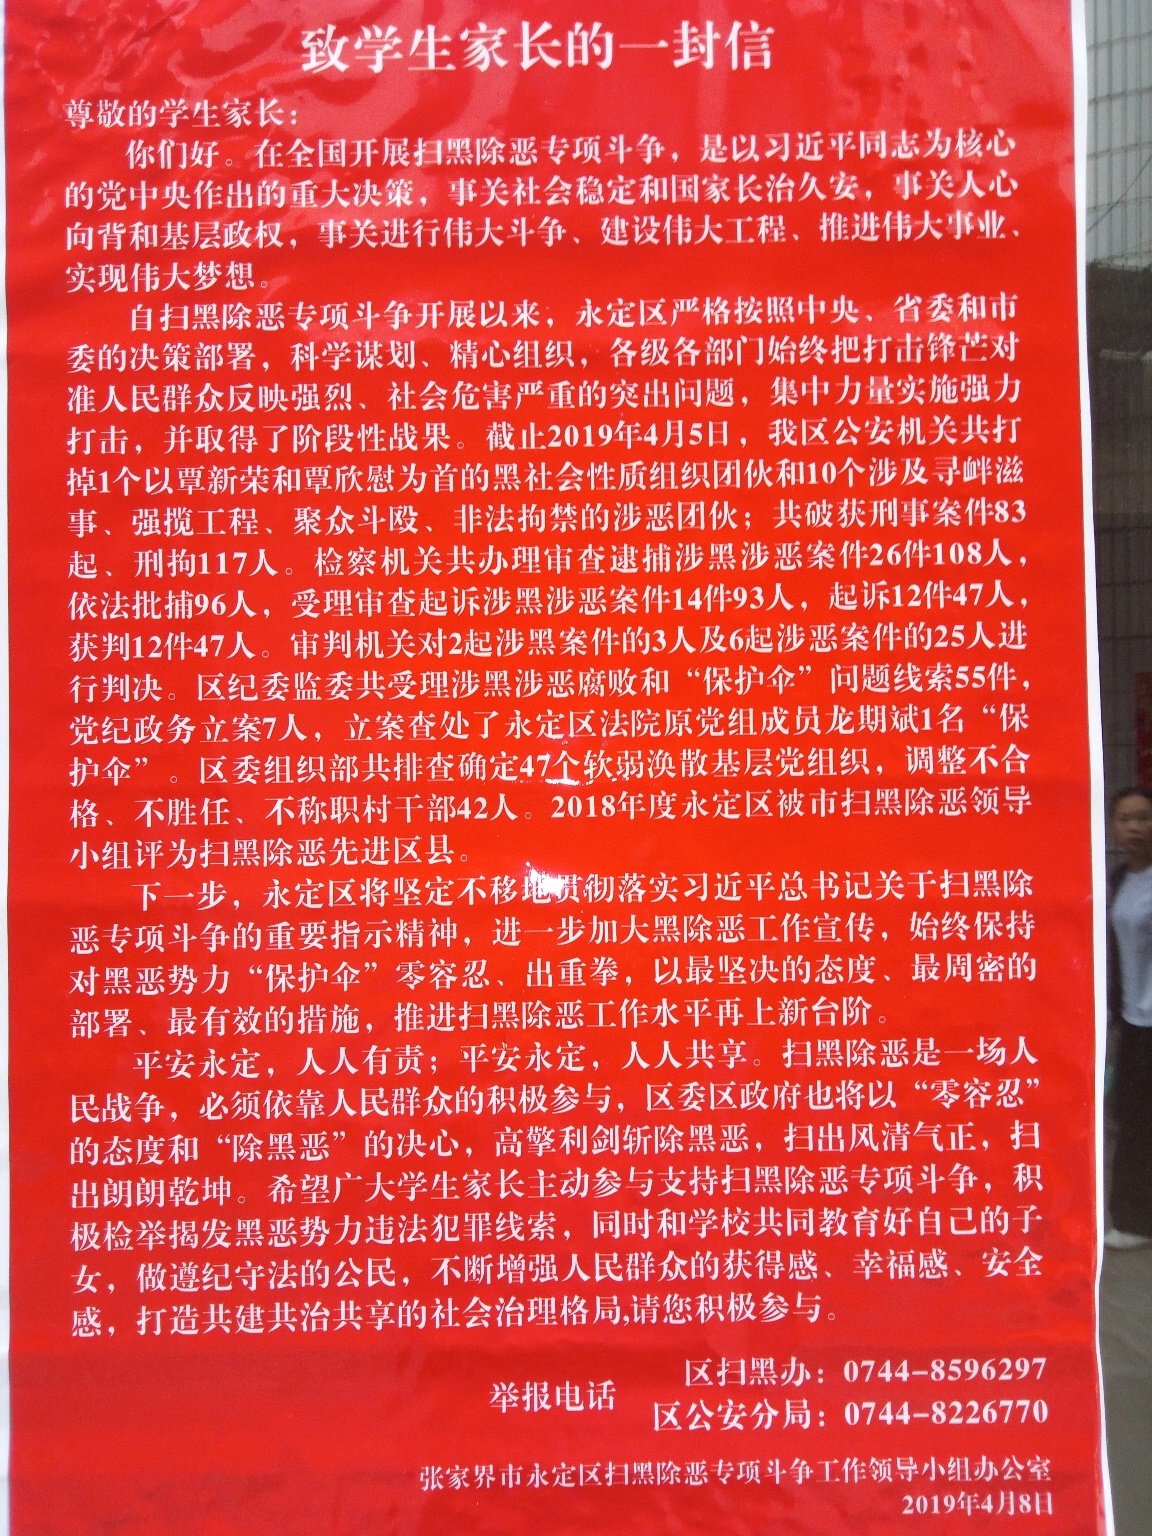 致学生家长的一封信
尊敬的学生家长：
你们好。在全国开展扫黑除恶专项斗争，是以习近平同志为核心
的党中央作出的重大决策，事关社会稳定和国家长治久安，事关人心
向背和基层政权，事关进行伟大斗争、建设伟大工程、推进伟大事业、
实现伟大梦想。
自扫黑除恶专项斗争开展以来，永定区严格按照中央、省委和市
委的决策部署，科学谋划、精心组织，各级各部门始终把打击锋芒对
准人民群众反映强烈、社会危害严重的突出问题，集中力量实施强力
打击，并取得了阶段性战果。截止2019年4月5日，我区公安机关共打
掉1个以覃新荣和覃欣慰为首的黑社会性质组织团伙和10个涉及寻衅滋
事、强揽工程、聚众斗殴、非法拘禁的涉恶团伙；共破获刑事案件83
起、刑拘117人。检察机关共办理审查逮捕涉黑涉恶案件26件108人，
依法批捕96人，受理审查起诉涉黑涉恶案件14件93人，起诉12件47人，
获判12件47人。审判机关对2起涉黑案件的3人及6起涉恶案件的25人进
行判决。区纪委监委共受理涉黑涉恶腐败和“保护伞”问题线索55件，
党纪政务立案7人，立案查处了永定区法院原党组成员龙期斌1名“保
护伞”。区委组织部共排查确定47个软弱涣散基层党组织，调整不合
格、不胜任、不称职村干部42人。2018年度永定区被市扫黑除恶领导
小组评为扫黑除恶先进区县。
下一步，永定区将坚定不移地贯彻落实习近平总书记关于扫黑除
恶专项斗争的重要指示精神，进一步加大黑除恶工作宣传，始终保持
对黑恶势力“保护伞”零容忍、出重拳，以最坚决的态度、最周密的
部署、最有效的措施，推进扫黑除恶工作水平再上新台阶。
平安永定，人人有责；平安永定，人人共享。扫黑除恶是一场人
民战争，必须依靠人民群众的积极参与，区委区政府也将以“零容忍”
的态度和“除黑恶”的决心，高擎利剑斩除黑恶，扫出风清气正，扫
出朗朗乾坤。希望广大学生家长主动参与支持扫黑除恶专项斗争，积
极检举揭发黑恶势力违法犯罪线索，同时和学校共同教育好自己的子
女，做遵纪守法的公民，不断增强人民群众的获得感、幸福感、安全
感，打造共建共治共享的社会治理格局,请您积极参与。
举报电话
区扫黑办：0744-8596297
区公安分局：0744-8226770
张家界市永定区扫黑除恶专项斗争工作领导小组办公室
2019年4月8日